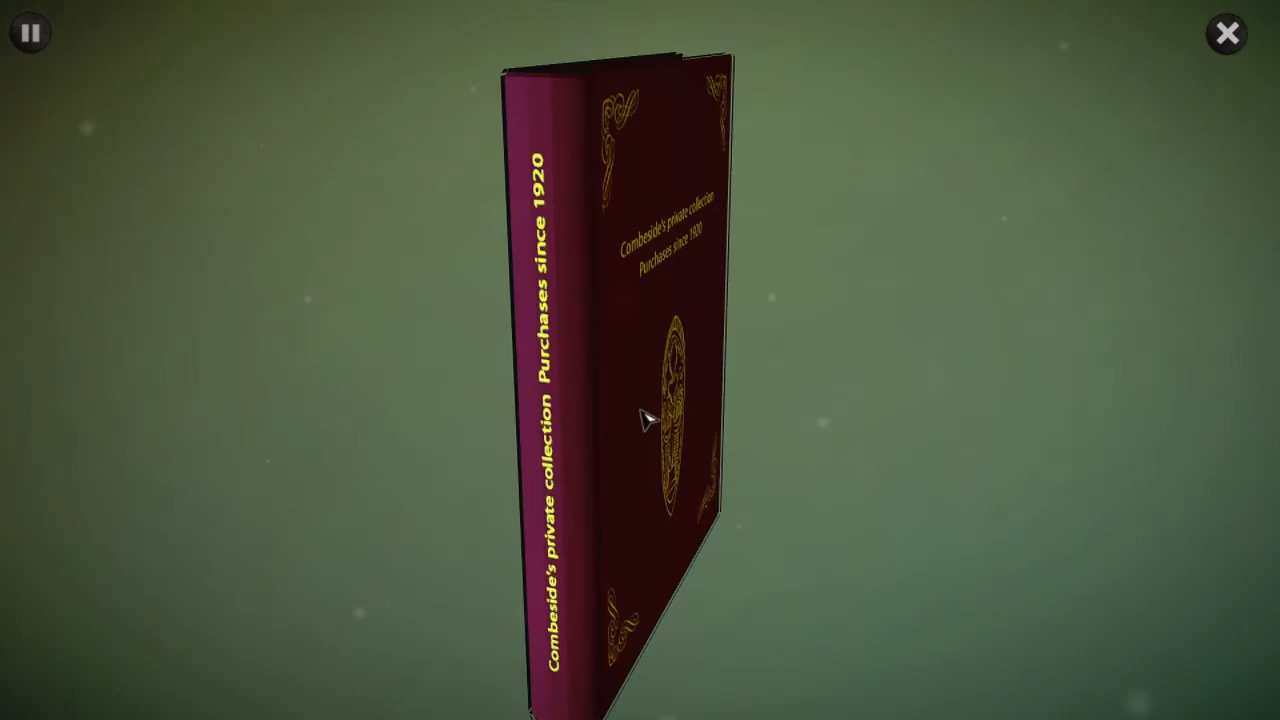 Combeside's private collection Purchases since 1920
Combeside's private collection
Purchases since 1920